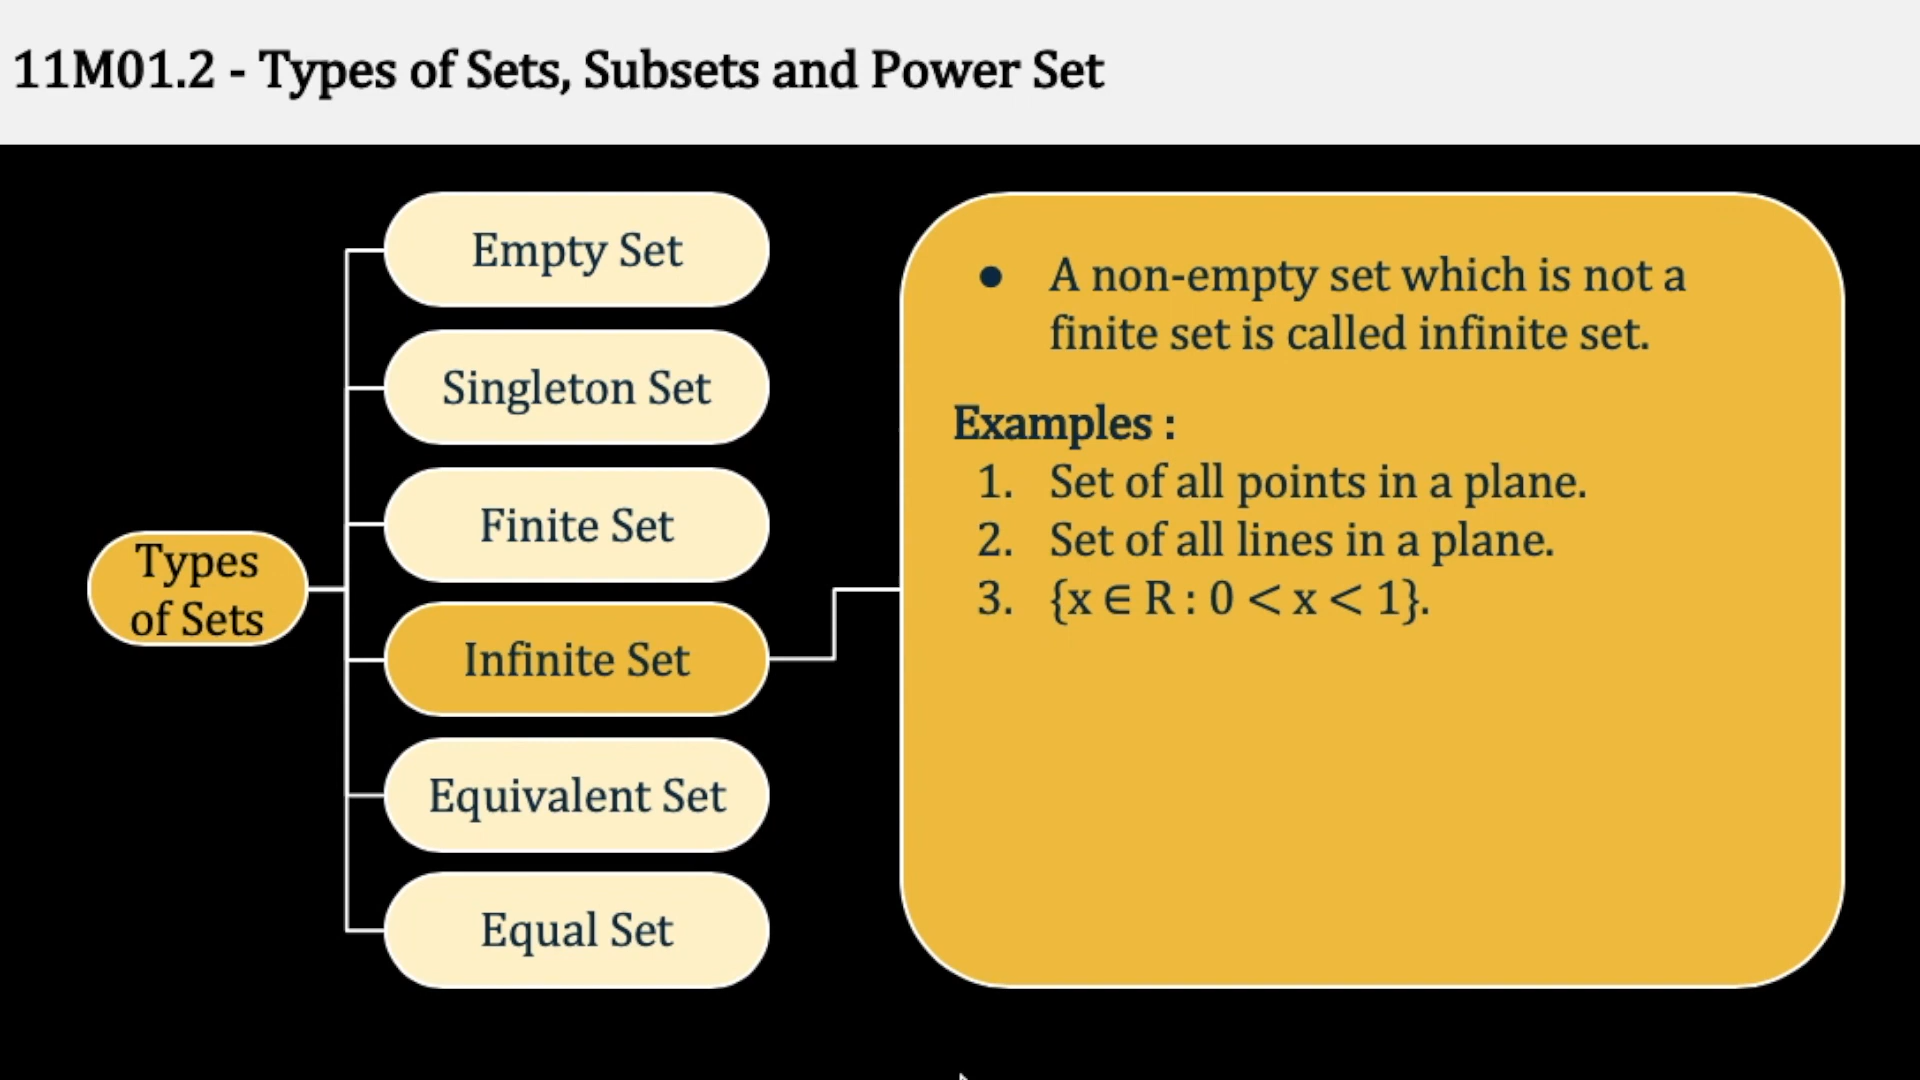 11M01.2 - Types of Sets, Subsets and Power Set
Types
of Sets
Empty Set
Singleton Set
Finite Set
Infinite Set
Equivalent Set
Equal Set
● A non-empty set which is not a
finite set is called infinite set.
Examples :
1. Set of all points in a plane.
2. Set of all lines in a plane.
3. {x ∈ R : 0 < x < 1}.